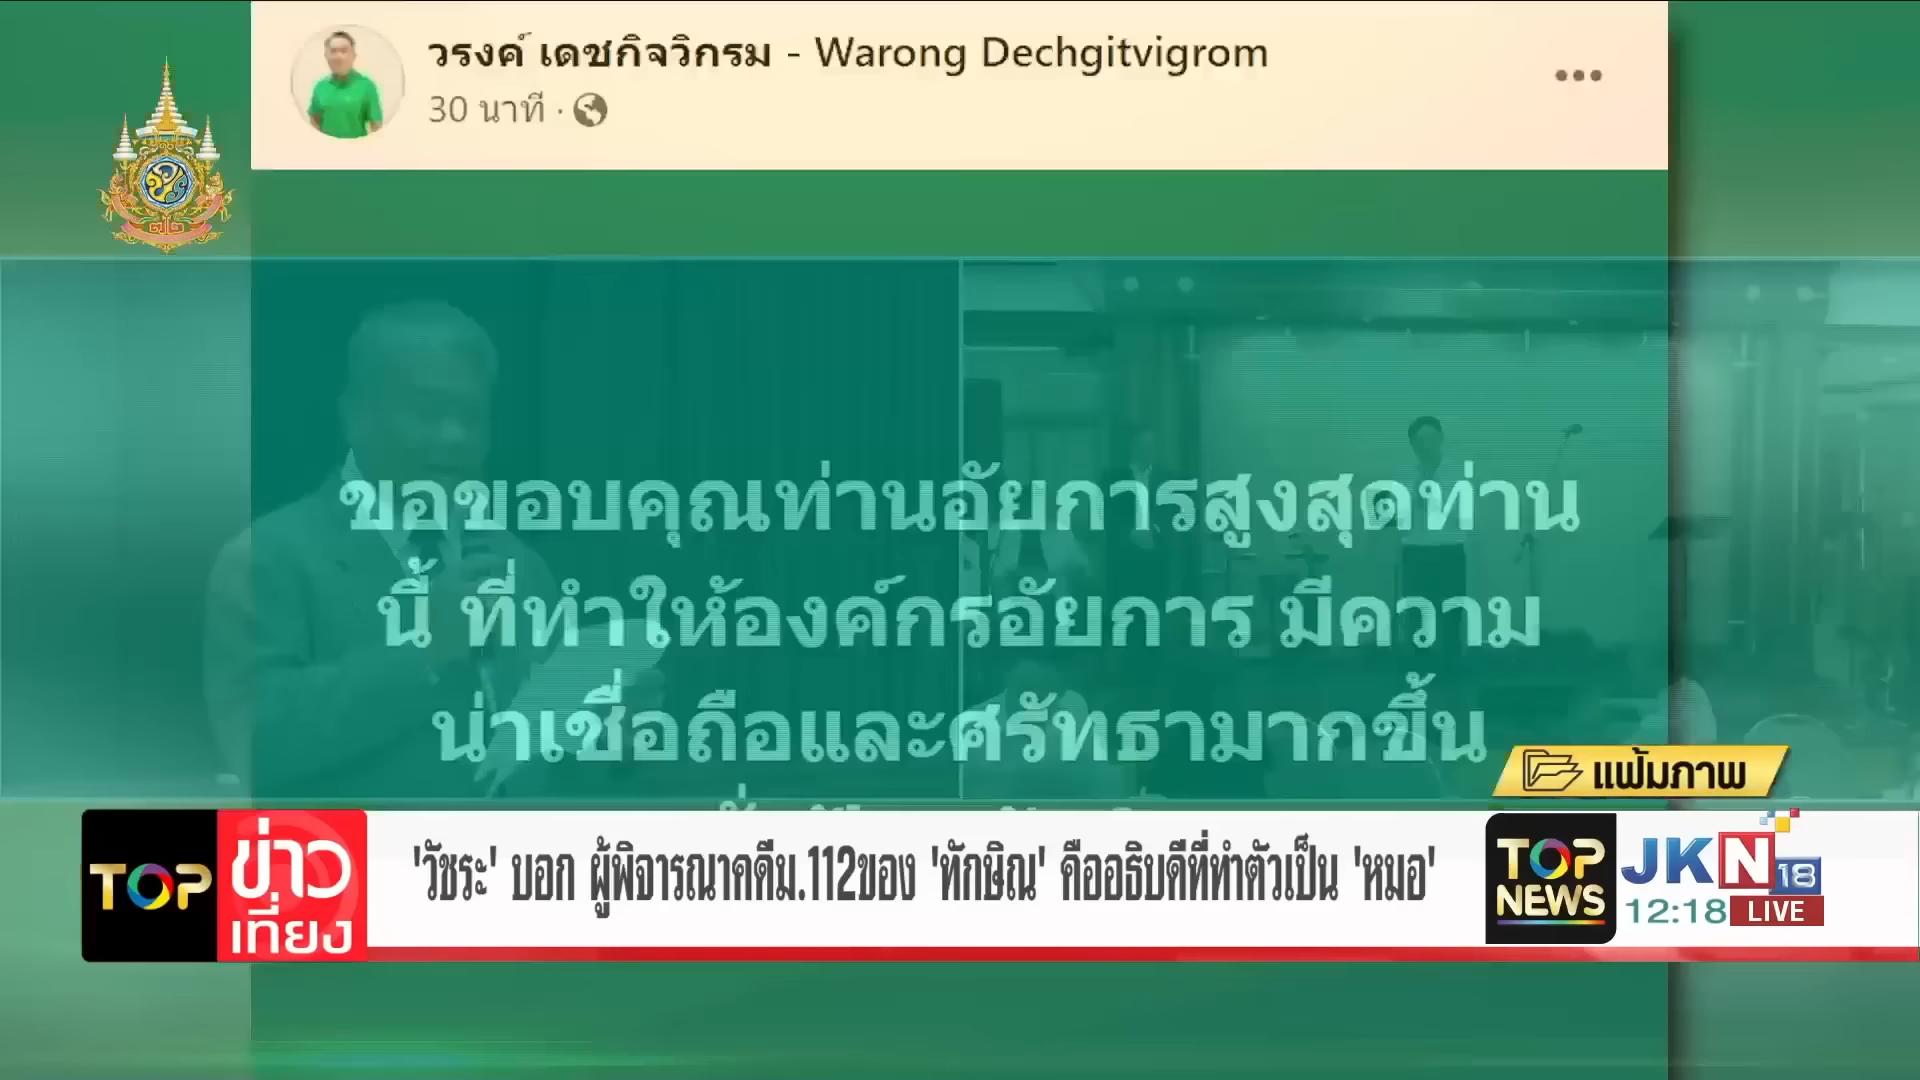 วรงค์ เดชกิจวิกรม - Warong Dechgitvigrom
30 นาที ·
ขอขอบคุณท่านอัยการสูงสุดท่าน
นี้ ที่ทำให้องค์กรอัยการ มีความ
น่าเชื่อถือและศรัทธามากขึ้น
แฟ้มภาพ
TOP ข่าวเที่ยง
'วัชระ' บอก ผู้พิจารณาคดีม.112ของ 'ทักษิณ' คืออธิบดีที่ทำตัวเป็น 'หมอ'
TOP NEWS
JKN 18
12:18 LIVE
๗๒